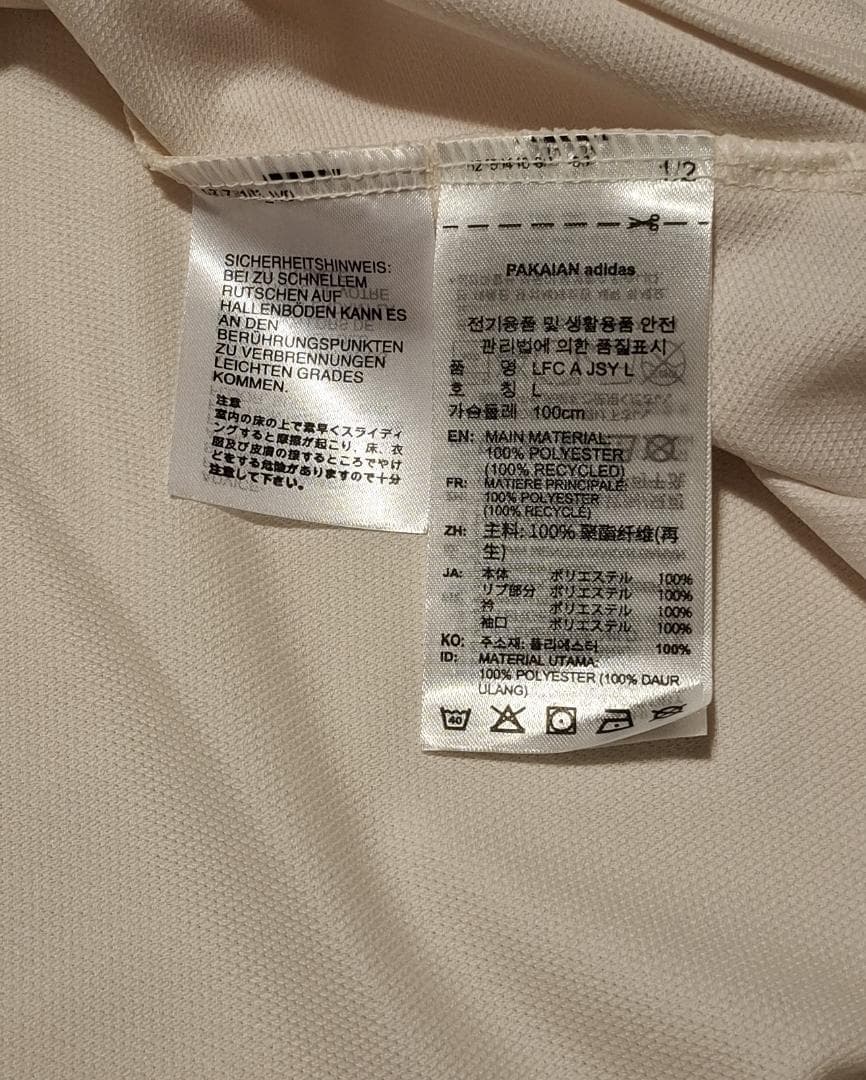 SICHERHEITSHINWEIS:
BEI ZU SCHNELLEM
RUTSCHEN AUF
HALLENBÖDEN KANN ES
AN DEN
BERÜHRUNGSPUNKTEN
ZU VERBRENNUNGEN
LEICHTEN GRADES
KOMMEN.
注意
室内の床の上で素早くスライディ
ングすると摩擦が起こり、床、衣
服及び皮膚の接するところでやけ
どをする危険がありますので十分
注意して下さい。
1/2
PAKAIAN adidas
전기용품 및 생활용품 안전
관리법에 의한 품질표시
품 명 LFC A JSY L
호 칭 L
가슴둘레 100cm
EN: MAIN MATERIAL:
100% POLYESTER
(100% RECYCLED)
FR: MATIÈRE PRINCIPALE:
100% POLYESTER
(100% RECYCLÉ)
ZH: 主料: 100% 聚酯纤维(再
生)
JA: 本体 ポリエステル 100%
リブ部分 ポリエステル 100%
衿 ポリエステル 100%
袖口 ポリエステル 100%
KO: 주소재: 폴리에스터 100%
ID: MATERIAL UTAMA:
100% POLYESTER (100% DAUR
ULANG)
40